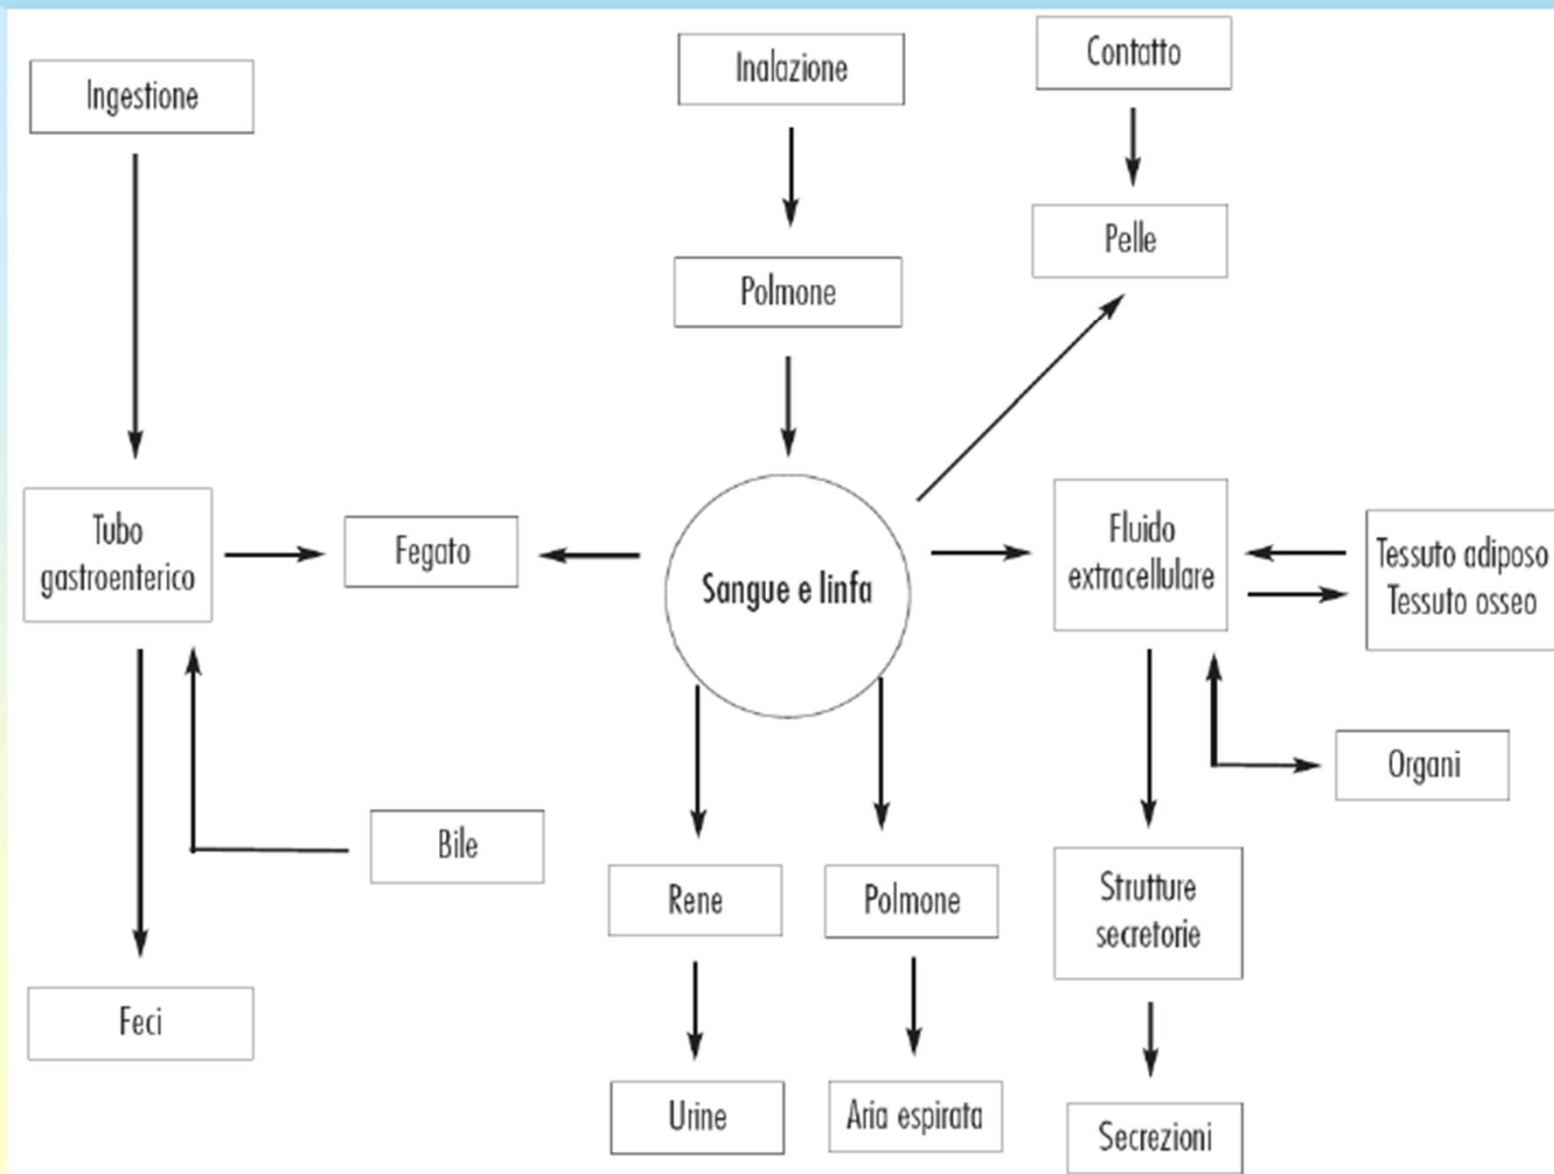 Ingestione
Inalazione
Contatto
Pelle
Polmone
Tubo
gastroenterico
Fegato
Sangue e linfa
Fluido
extracellulare
Tessuto adiposo
Tessuto osseo
Organi
Bile
Rene
Polmone
Strutture
secretorie
Feci
Urine
Aria espirata
Secrezioni